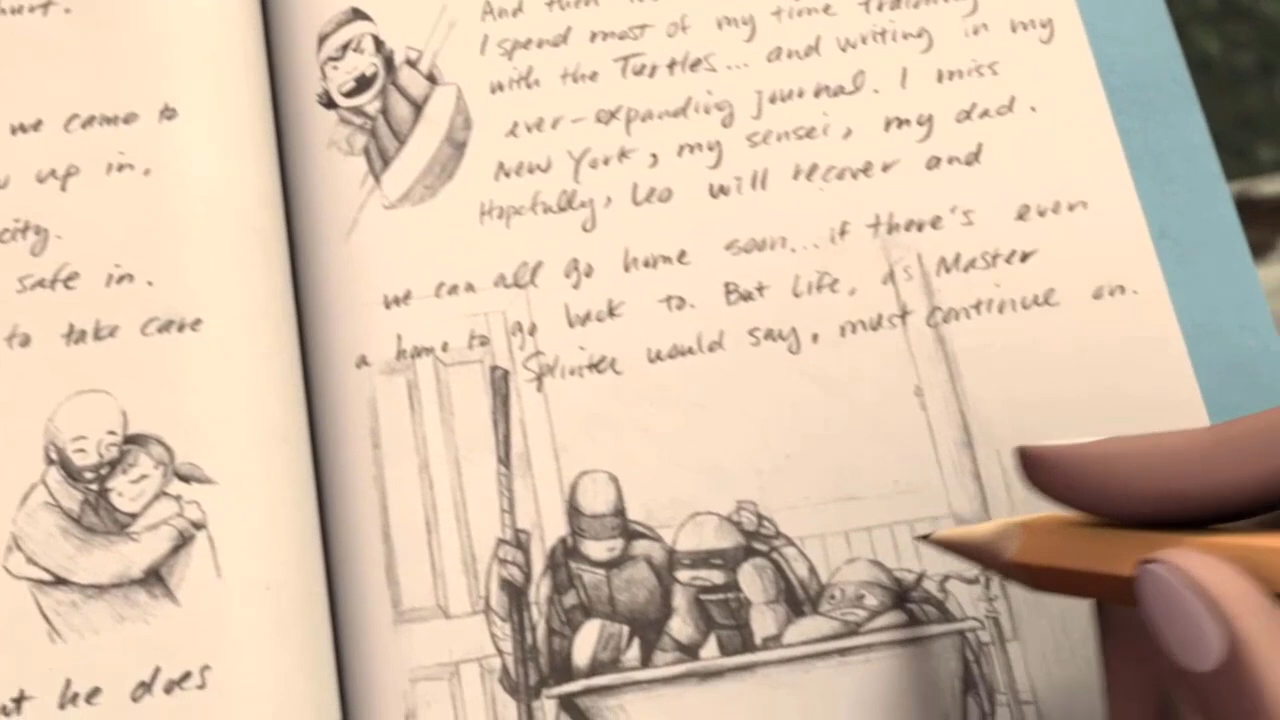 hurt.
we came to
up in.
city.
safe in.
to take care
he does
And then
I spend most of my time training
with the Turtles... and writing in my
ever-expanding journal. I miss
New York, my sensei, my dad.
Hopefully, Leo will recover and
we can all go home soon...if there's even
a home to go back to. But Life, as Master
Splinter would say, must continue on.